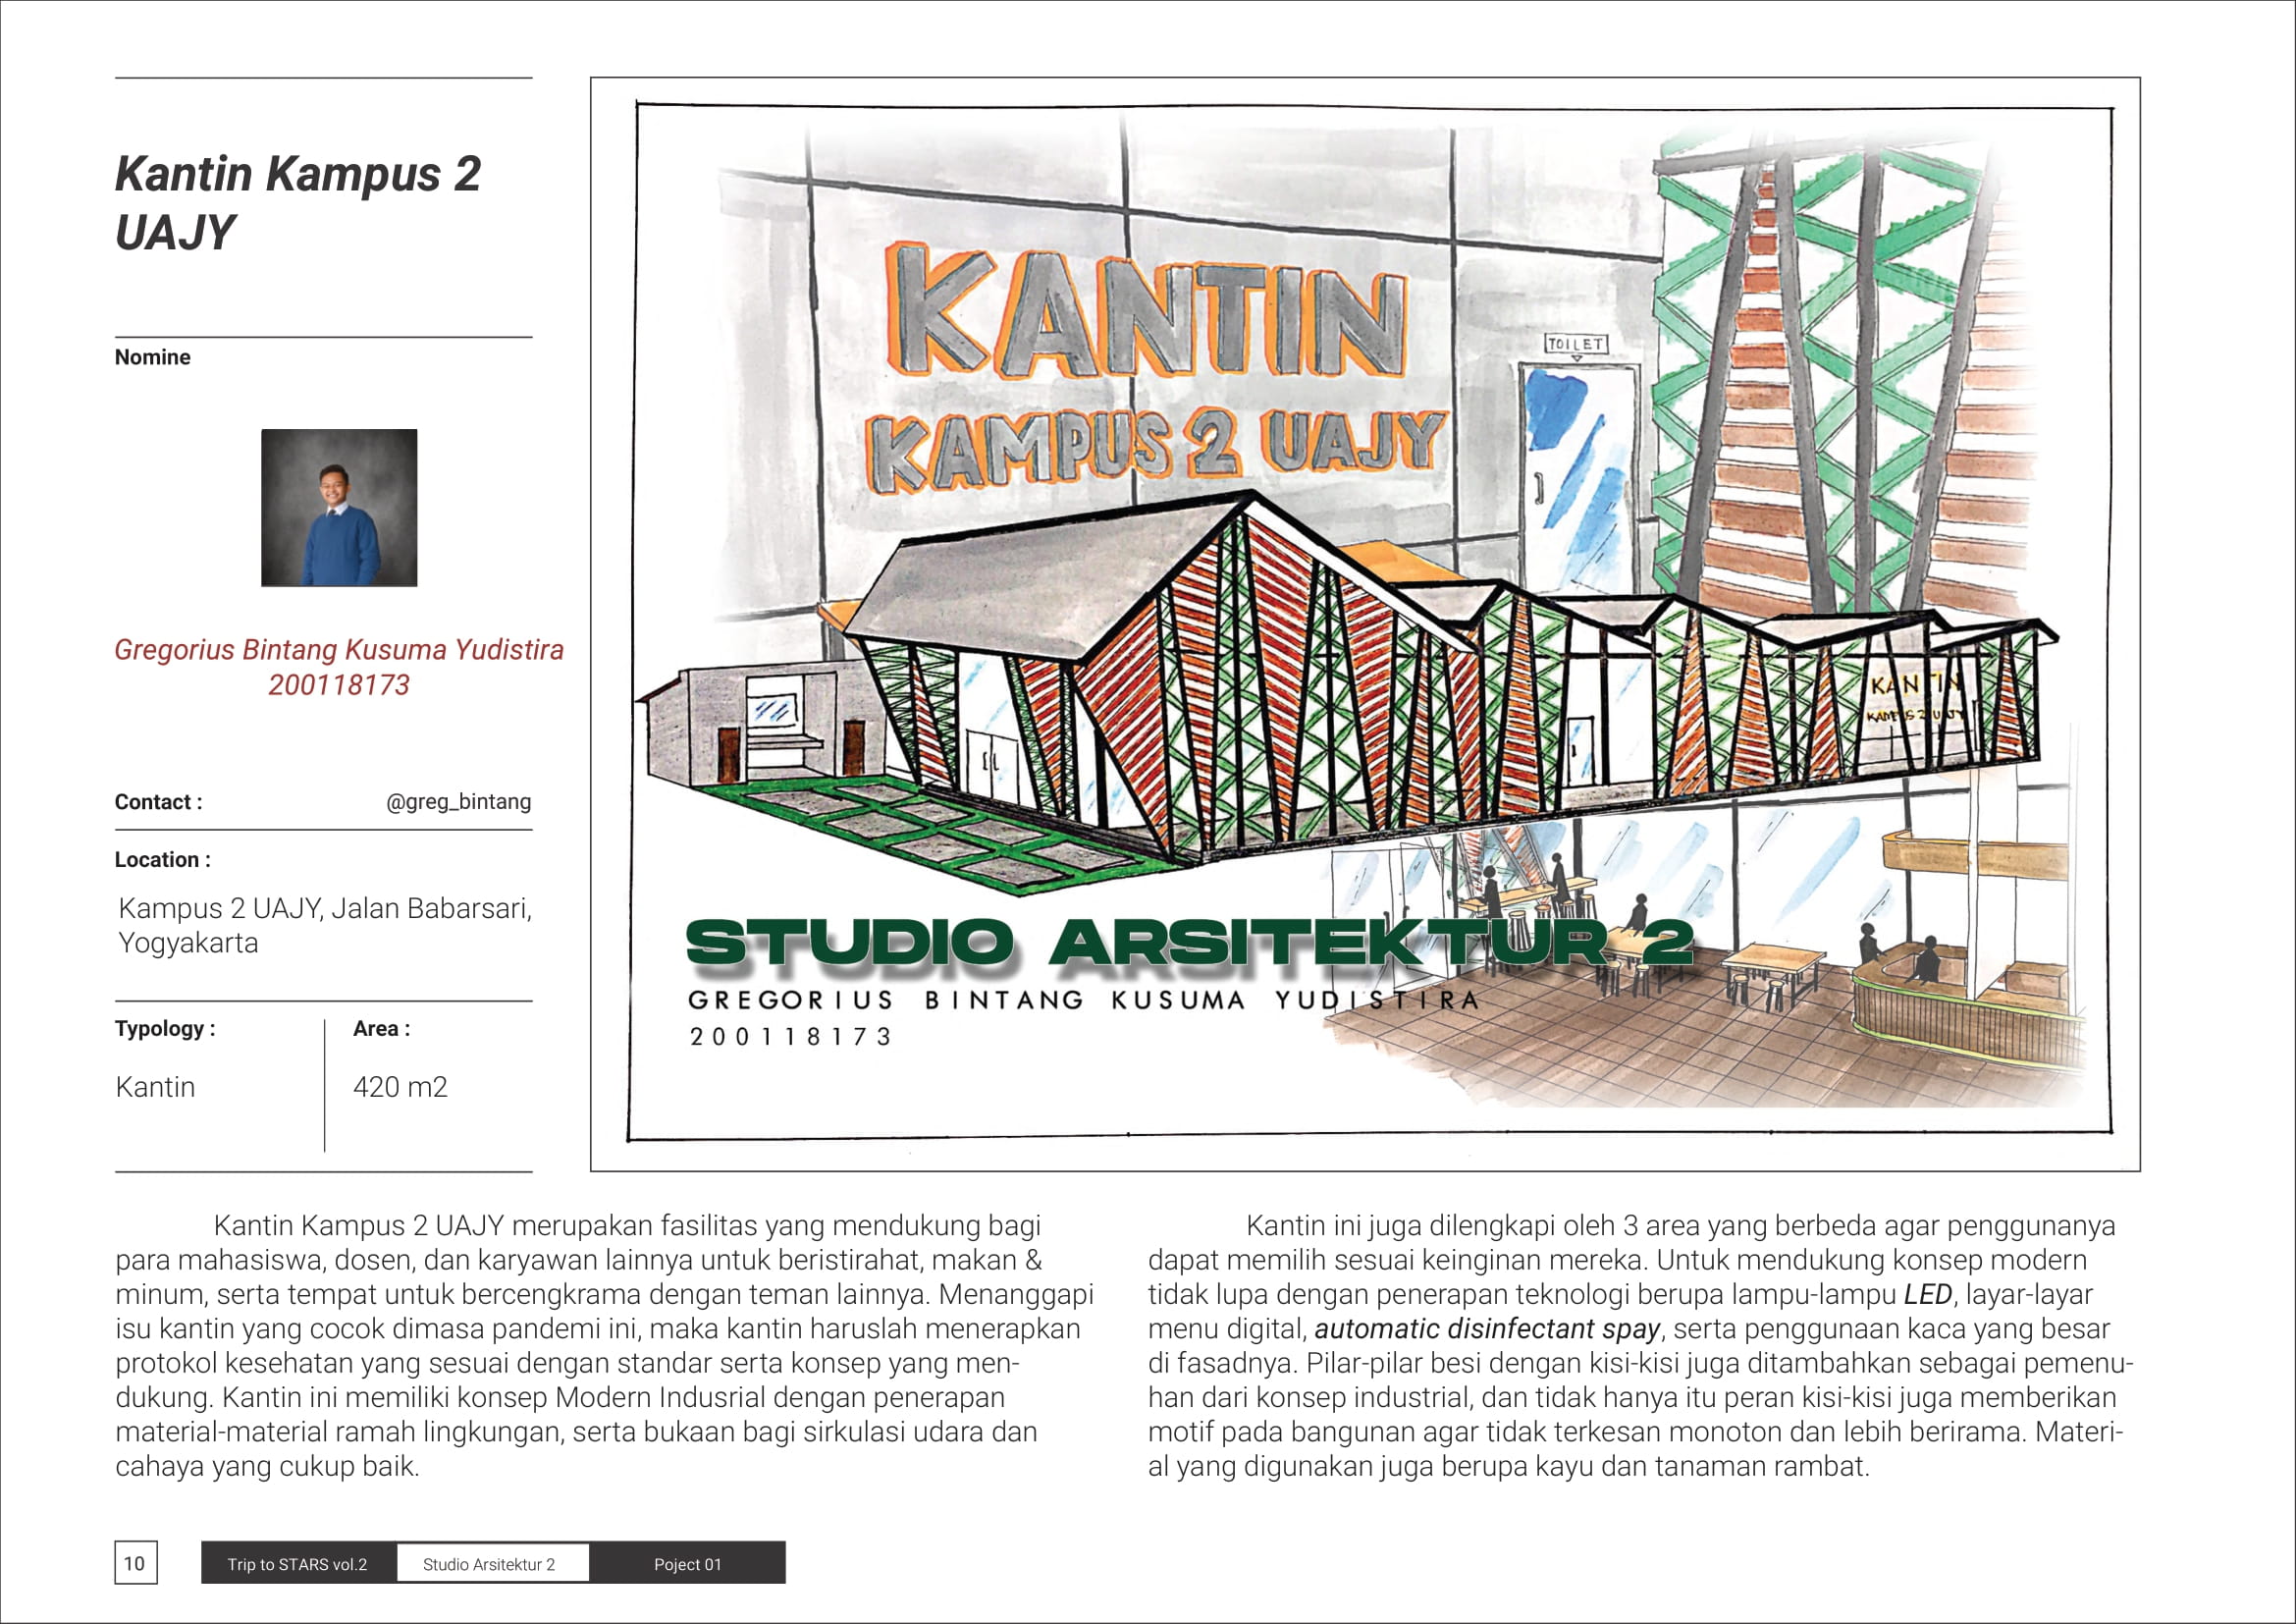 Kantin Kampus 2
UAJY
Nomine
Gregorius Bintang Kusuma Yudistira
200118173
Contact :
@greg_bintang
Location :
Kampus 2 UAJY, Jalan Babarsari,
Yogyakarta
Typology :
Kantin
Area :
420 m2
KANTIN
KAMPUS 2 UAJY
TOILET
KANTIN
KAMPUS 2 UAJY
STUDIO ARSITEKTUR 2
GREGORIUS BINTANG KUSUMA YUDISTIRA
200118173
Kantin Kampus 2 UAJY merupakan fasilitas yang mendukung bagi
para mahasiswa, dosen, dan karyawan lainnya untuk beristirahat, makan &
minum, serta tempat untuk bercengkrama dengan teman lainnya. Menanggapi
isu kantin yang cocok dimasa pandemi ini, maka kantin haruslah menerapkan
protokol kesehatan yang sesuai dengan standar serta konsep yang men-
dukung. Kantin ini memiliki konsep Modern Indusrial dengan penerapan
material-material ramah lingkungan, serta bukaan bagi sirkulasi udara dan
cahaya yang cukup baik.
Kantin ini juga dilengkapi oleh 3 area yang berbeda agar penggunanya
dapat memilih sesuai keinginan mereka. Untuk mendukung konsep modern
tidak lupa dengan penerapan teknologi berupa lampu-lampu LED, layar-layar
menu digital, automatic disinfectant spay, serta penggunaan kaca yang besar
di fasadnya. Pilar-pilar besi dengan kisi-kisi juga ditambahkan sebagai pemenu-
han dari konsep industrial, dan tidak hanya itu peran kisi-kisi juga memberikan
motif pada bangunan agar tidak terkesan monoton dan lebih berirama. Materi-
al yang digunakan juga berupa kayu dan tanaman rambat.
10
Trip to STARS vol.2
Studio Arsitektur 2
Poject 01